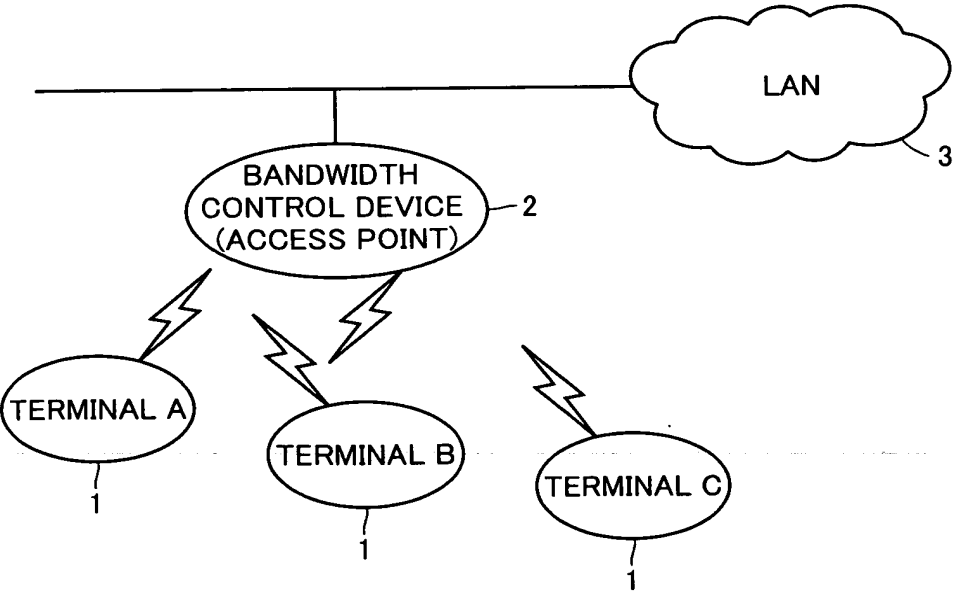 LAN
3
BANDWIDTH
CONTROL DEVICE
(ACCESS POINT)
2
TERMINAL A
1
TERMINAL B
1
TERMINAL C
1